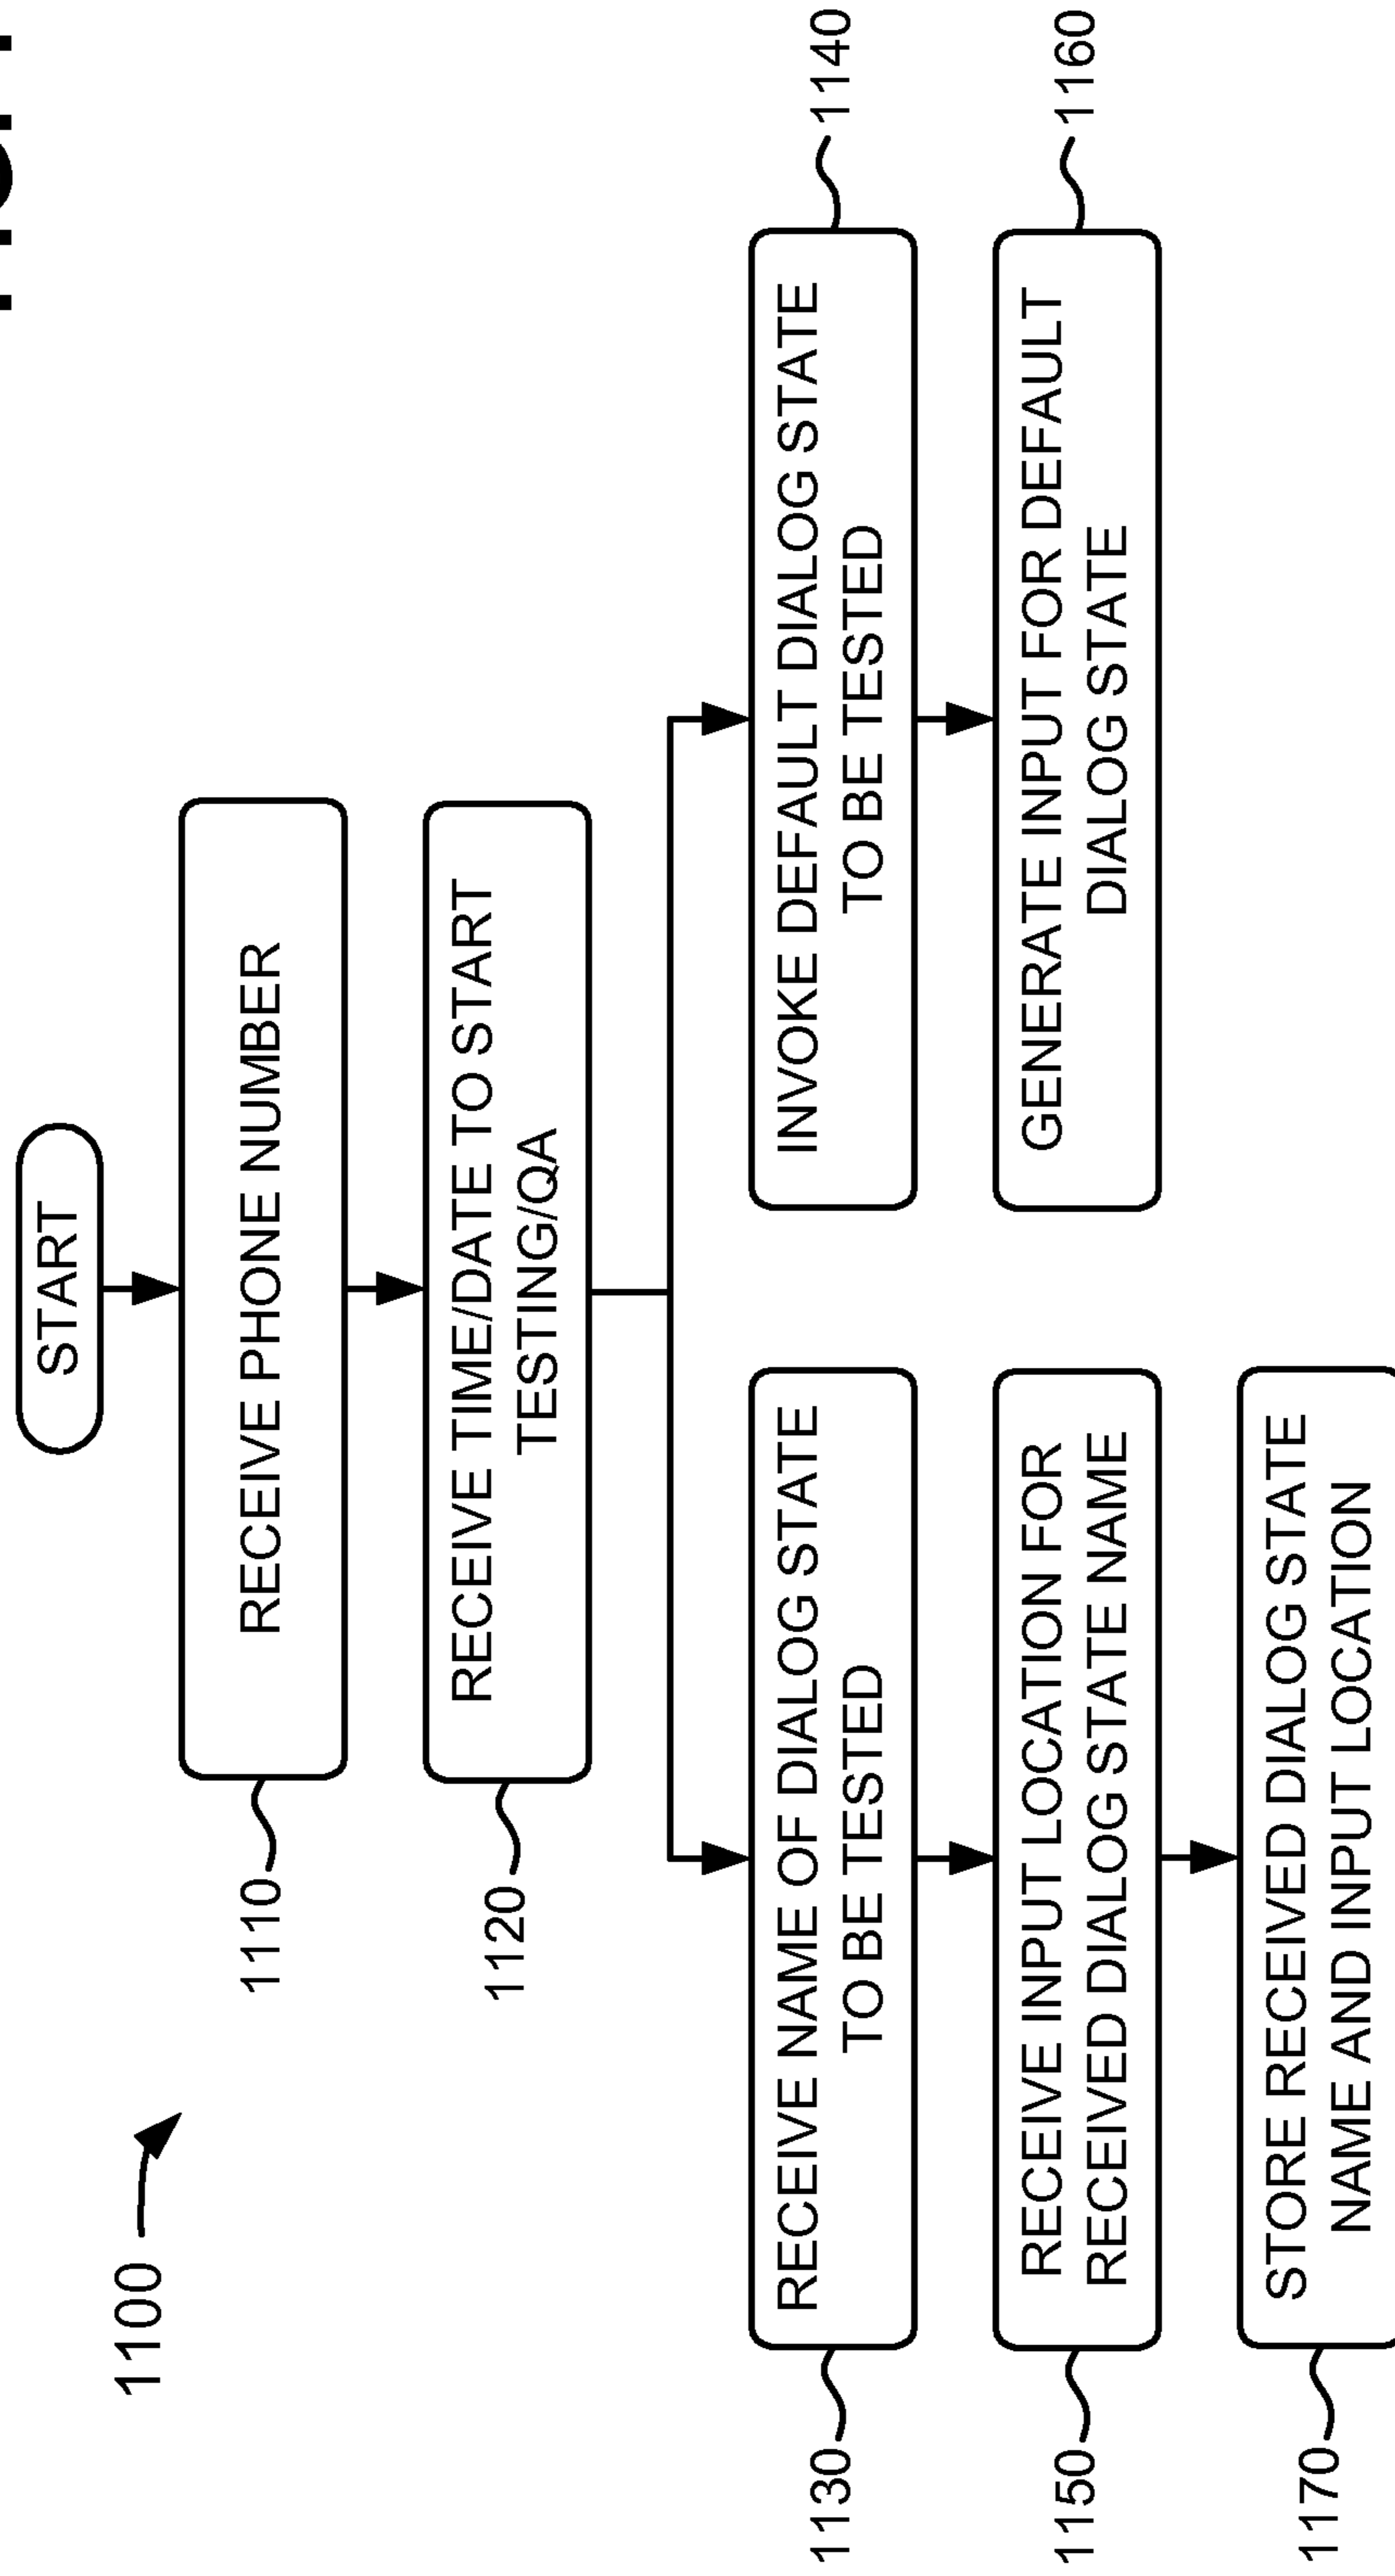 1100
START
RECEIVE PHONE NUMBER
1110
RECEIVE TIME/DATE TO START
TESTING/QA
1120
RECEIVE NAME OF DIALOG STATE
TO BE TESTED
1130
INVOKE DEFAULT DIALOG STATE
TO BE TESTED
1140
RECEIVE INPUT LOCATION FOR
RECEIVED DIALOG STATE NAME
1150
GENERATE INPUT FOR DEFAULT
DIALOG STATE
1160
STORE RECEIVED DIALOG STATE
NAME AND INPUT LOCATION
1170